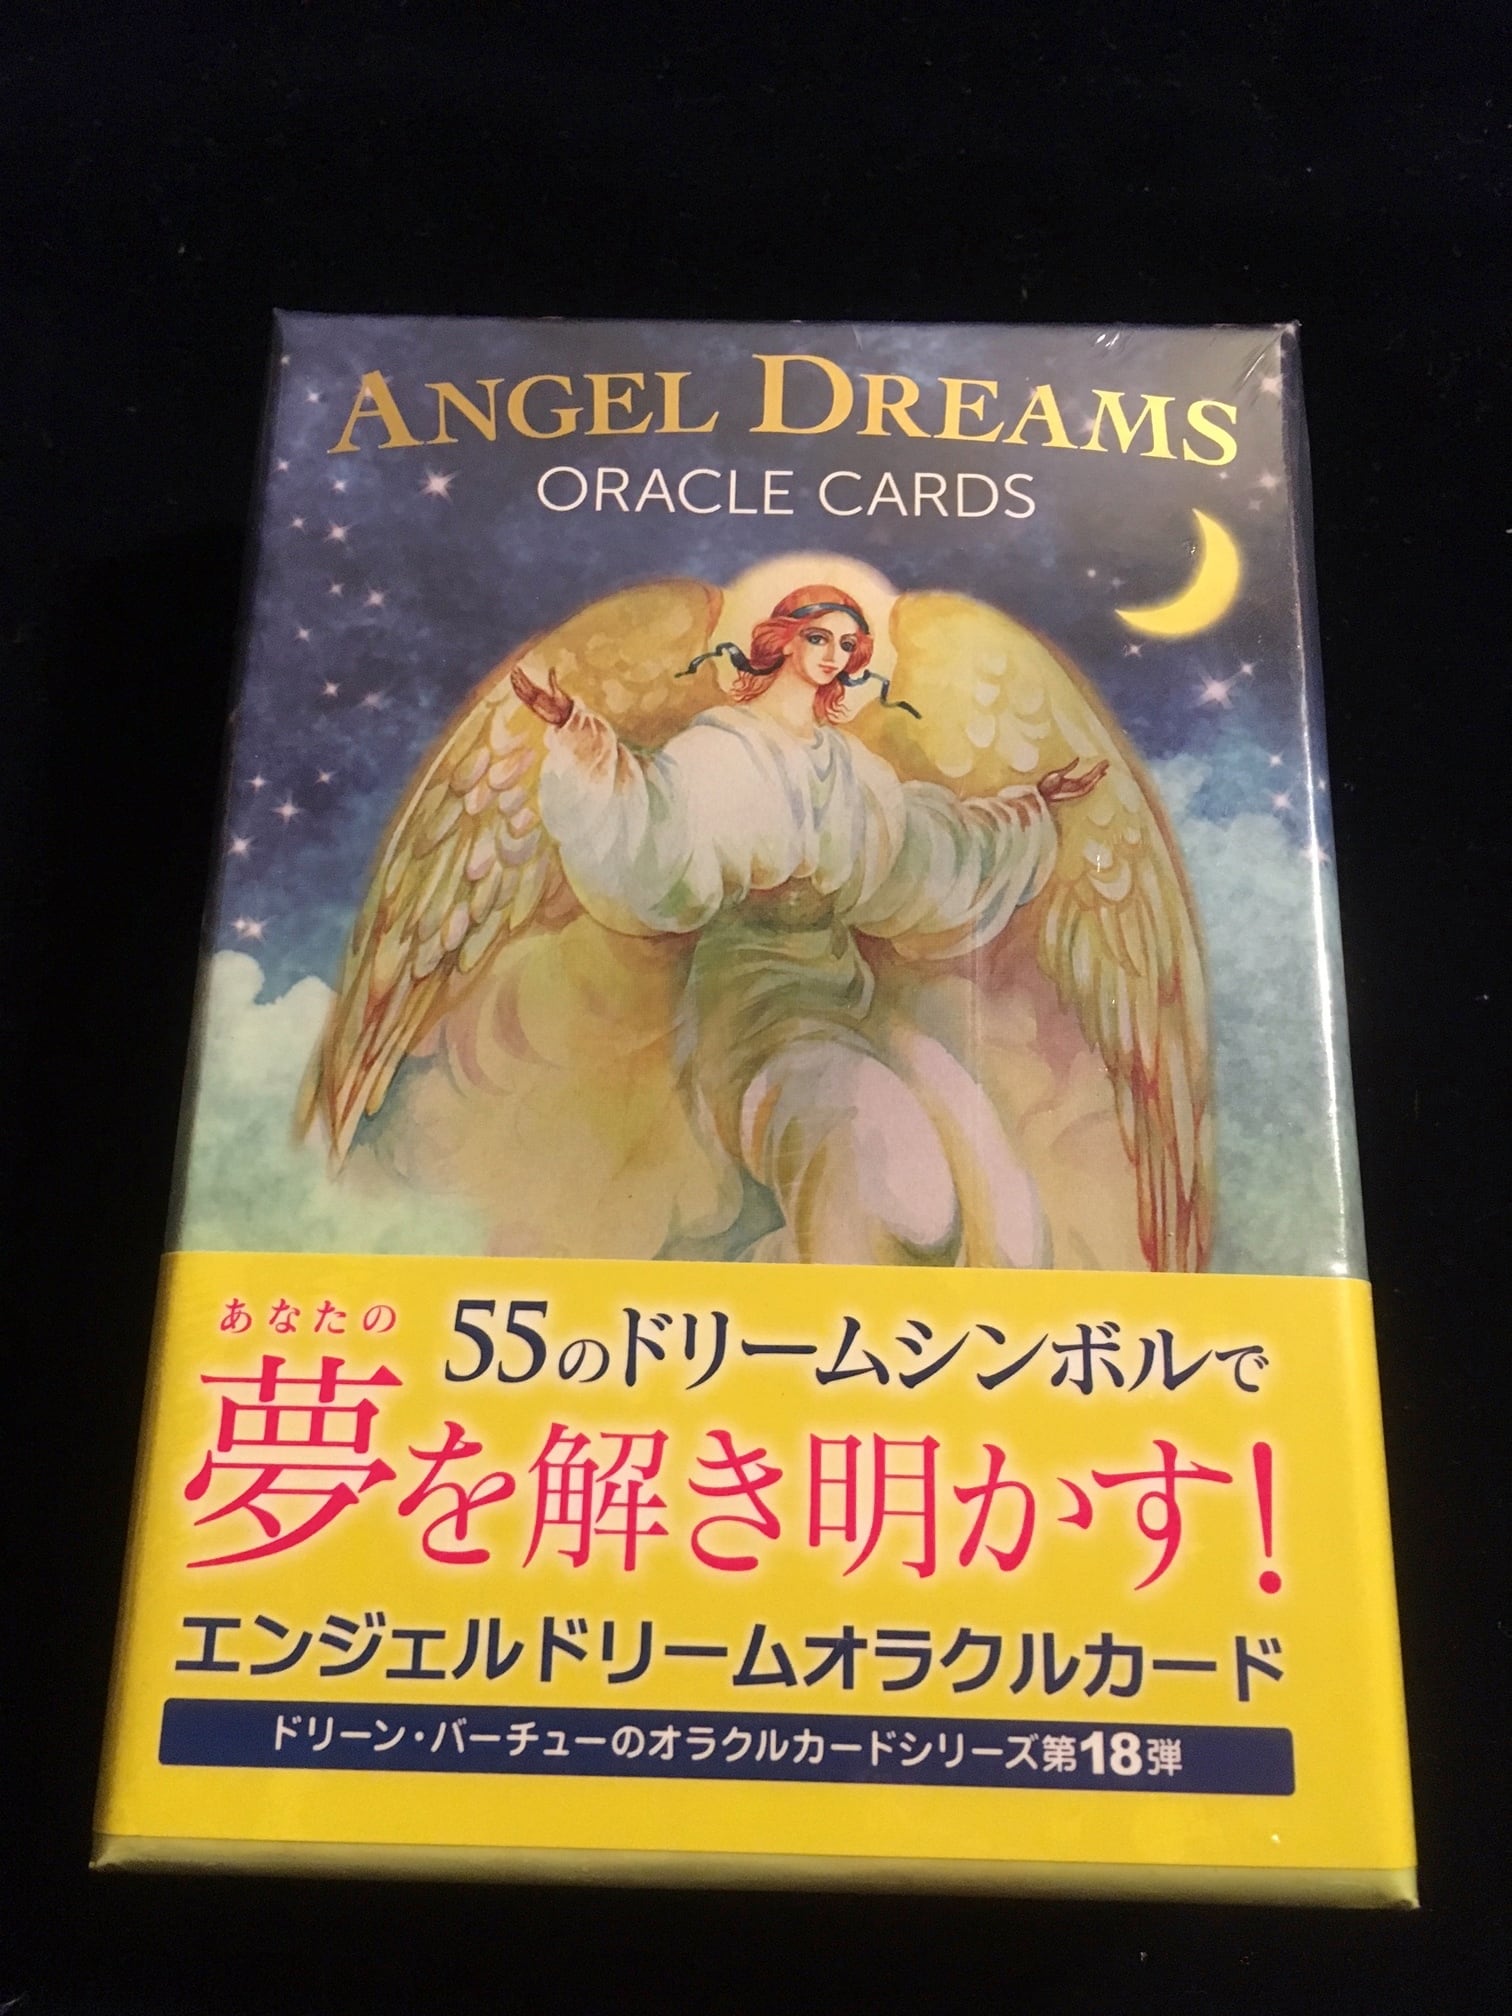 ANGEL DREAMS
ORACLE CARDS
55のドリームシンボルで
あなたの
夢を解き明かす!
エンジェルドリームオラクルカード
ドリーン・バーチューのオラクルカードシリーズ第18弾